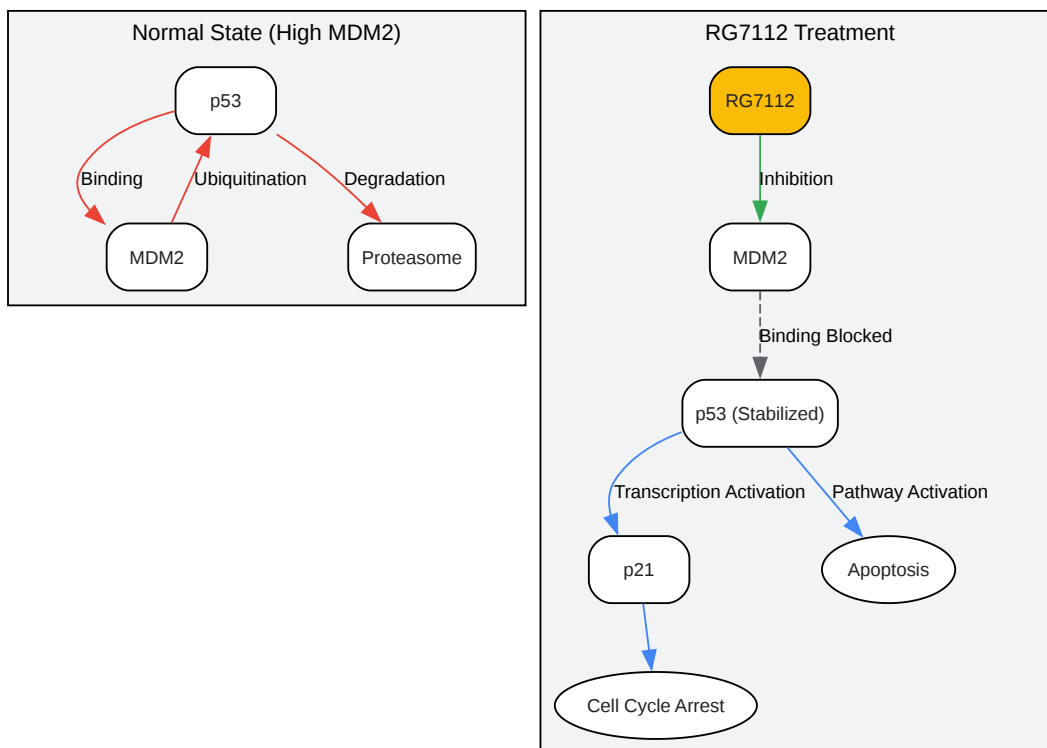 Normal State (High MDM2)
p53
Binding
Ubiquitination
Degradation
MDM2
Proteasome
RG7112 Treatment
RG7112
Inhibition
MDM2
Binding Blocked
p53 (Stabilized)
Transcription Activation
Pathway Activation
p21
Apoptosis
Cell Cycle Arrest